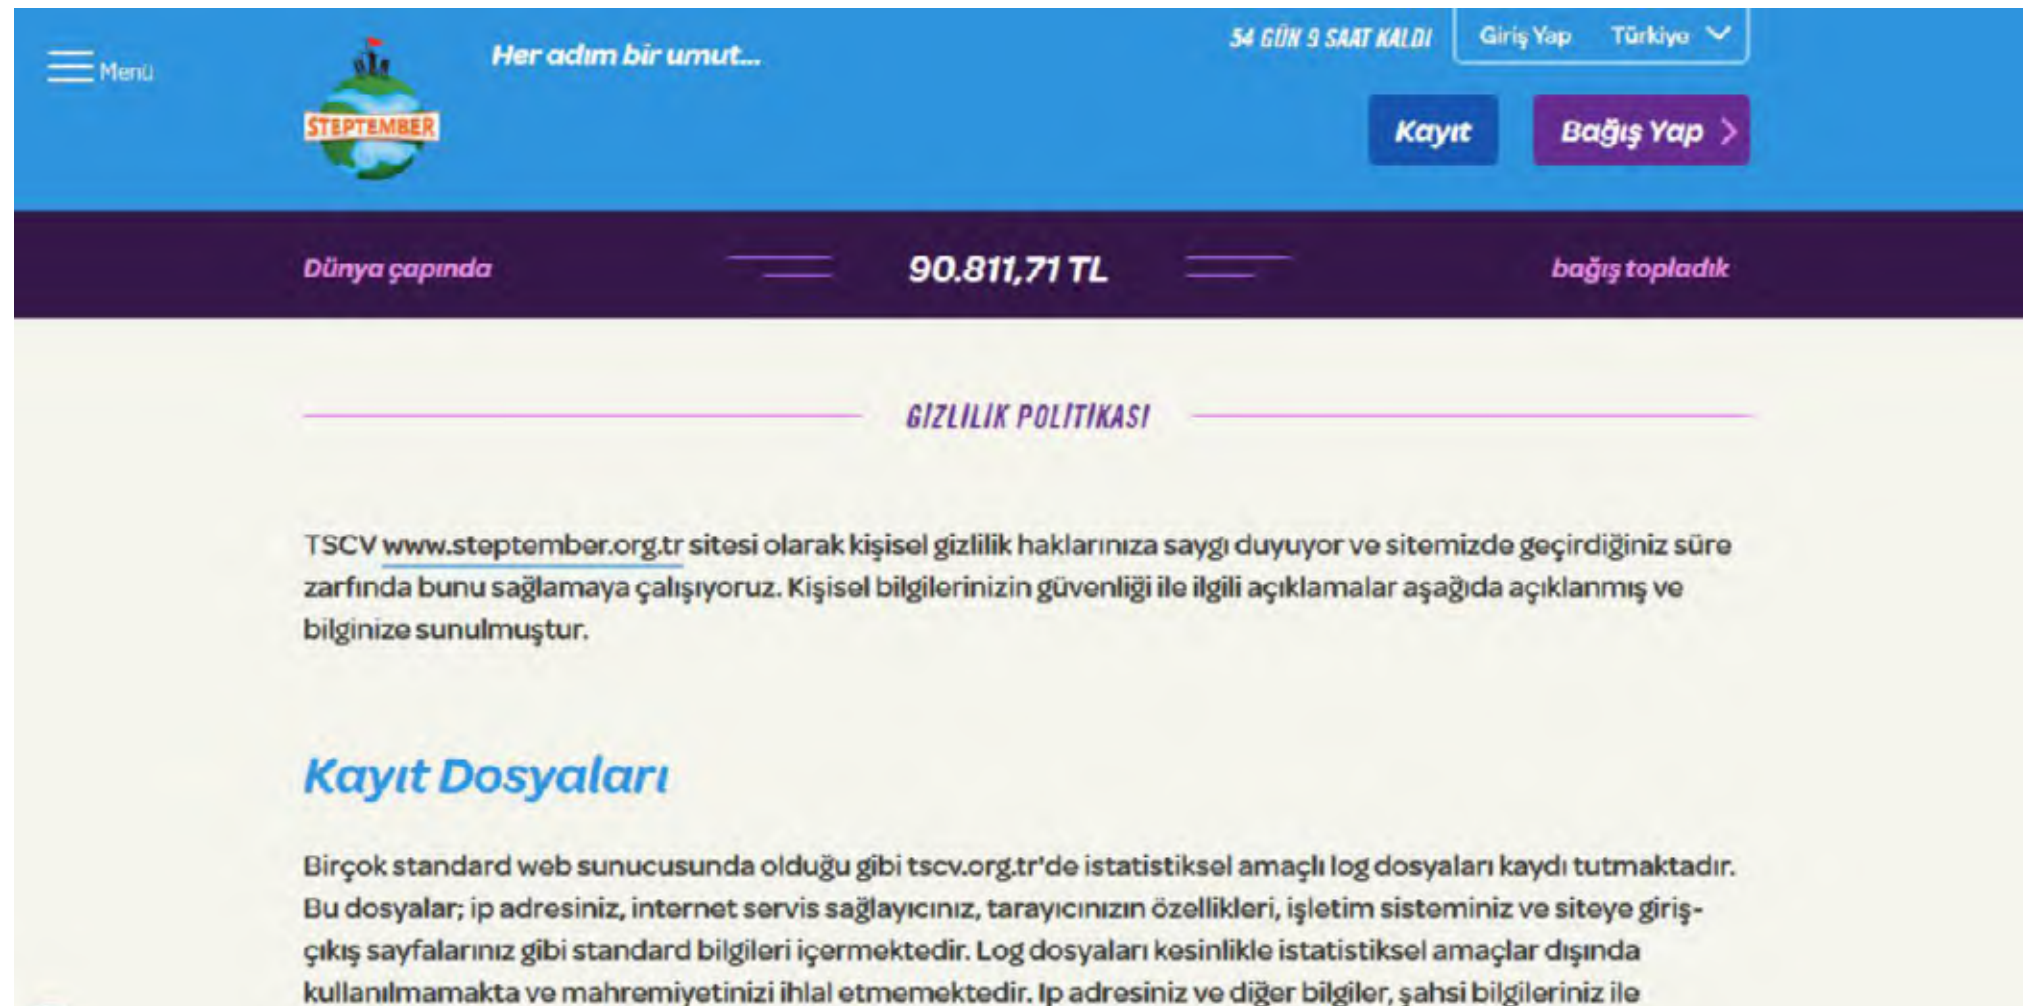 Menü
STEPTEMBER
Her adım bir umut...
54 GÜN 9 SAAT KALDI
Giriş Yap
Türkiye
Kayıt
Bağış Yap
Dünya çapında
90.811,71 TL
bağış topladık
GİZLİLİK POLİTİKASI
TSCV www.steptember.org.tr sitesi olarak kişisel gizlilik haklarınıza saygı duyuyor ve sitemizde geçirdiğiniz süre
zarfında bunu sağlamaya çalışıyoruz. Kişisel bilgilerinizin güvenliği ile ilgili açıklamalar aşağıda açıklanmış ve
bilginize sunulmuştur.
Kayıt Dosyaları
Birçok standard web sunucusunda olduğu gibi tscv.org.tr'de istatistiksel amaçlı log dosyaları kaydı tutmaktadır.
Bu dosyalar; ip adresiniz, internet servis sağlayıcınız, tarayıcınızın özellikleri, işletim sisteminiz ve siteye giriş-
çıkış sayfalarınız gibi standard bilgileri içermektedir. Log dosyaları kesinlikle istatistiksel amaçlar dışında
kullanılmamakta ve mahremiyetinizi ihlal etmemektedir. Ip adresiniz ve diğer bilgiler, şahsi bilgileriniz ile